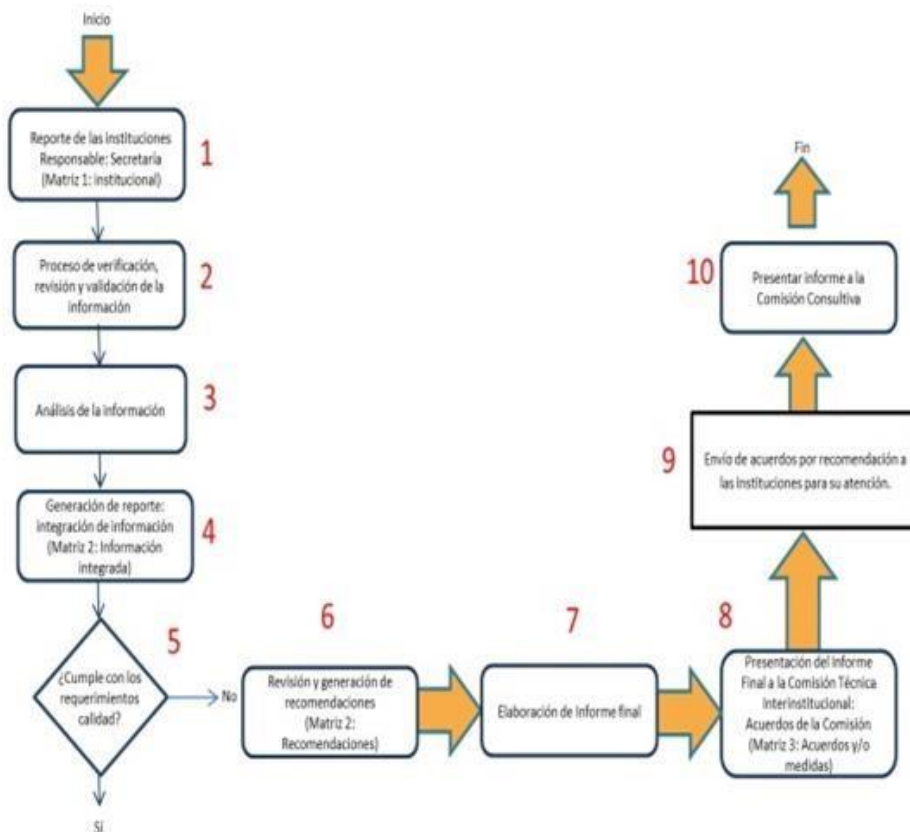 Inicio
Reporte de las instituciones
Responsable: Secretaría
(Matriz 1: institucional)
1
Proceso de verificación,
revisión y validación de la
información
2
Análisis de la información
3
Generación de reporte:
integración de información
(Matriz 2: Información
integrada)
4
¿Cumple con los
requerimientos
calidad?
5
No
Sí
6
Revisión y generación de
recomendaciones
(Matriz 2:
Recomendaciones)
7
Elaboración de Informe final
8
Presentación del Informe
Final a la Comisión Técnica
Interinstitucional:
Acuerdos de la Comisión
(Matriz 3: Acuerdos y/o
medidas)
9
Envío de acuerdos por recomendación a
las instituciones para su atención.
10
Presentar informe a la
Comisión Consultiva
Fin